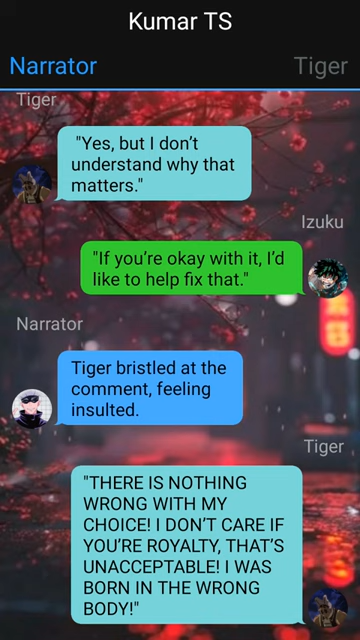 Kumar TS
Narrator
Tiger
Tiger
"Yes, but I don’t
understand why that
matters."
Izuku
"If you’re okay with it, I’d
like to help fix that."
Narrator
Tiger bristled at the
comment, feeling
insulted.
Tiger
"THERE IS NOTHING
WRONG WITH MY
CHOICE! I DON’T CARE IF
YOU’RE ROYALTY, THAT’S
UNACCEPTABLE! I WAS
BORN IN THE WRONG
BODY!"